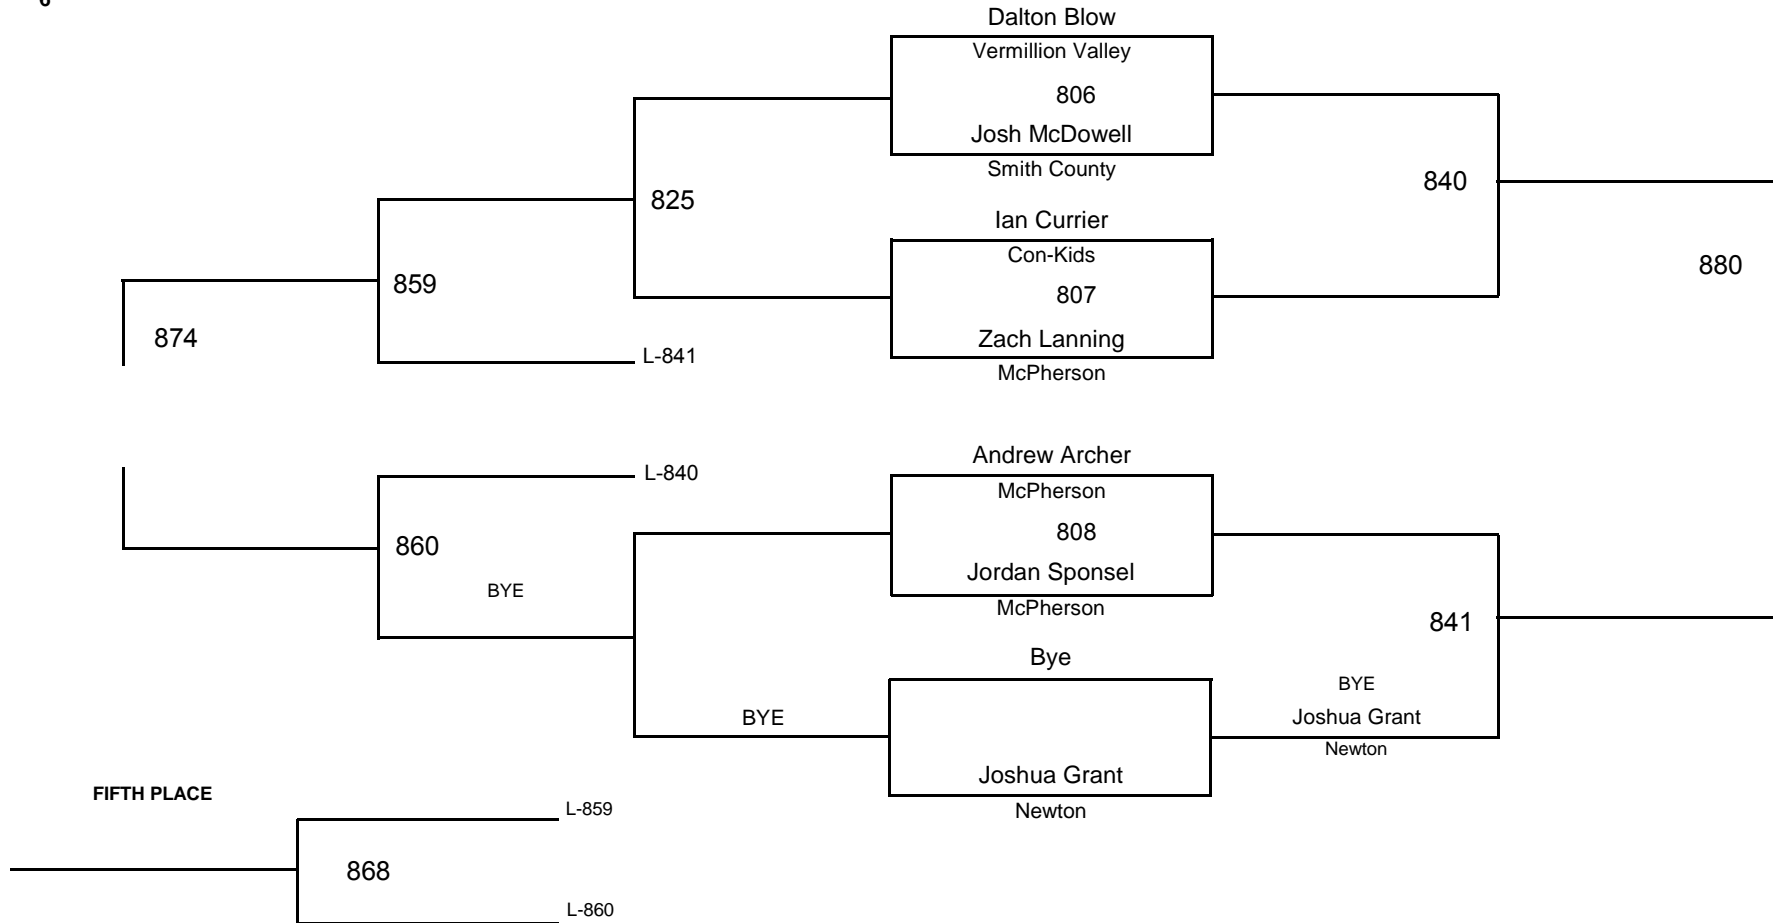 6
Dalton Blow
Vermillion Valley
806
Josh McDowell
Smith County
840
825
Ian Currier
Con-Kids
880
859
807
874
Zach Lanning
L-841
McPherson
Andrew Archer
L-840
McPherson
808
860
Jordan Sponsel
BYE
McPherson
841
Bye
BYE
BYE
Joshua Grant
Newton
Joshua Grant
FIFTH PLACE
L-859
Newton
868
L-860